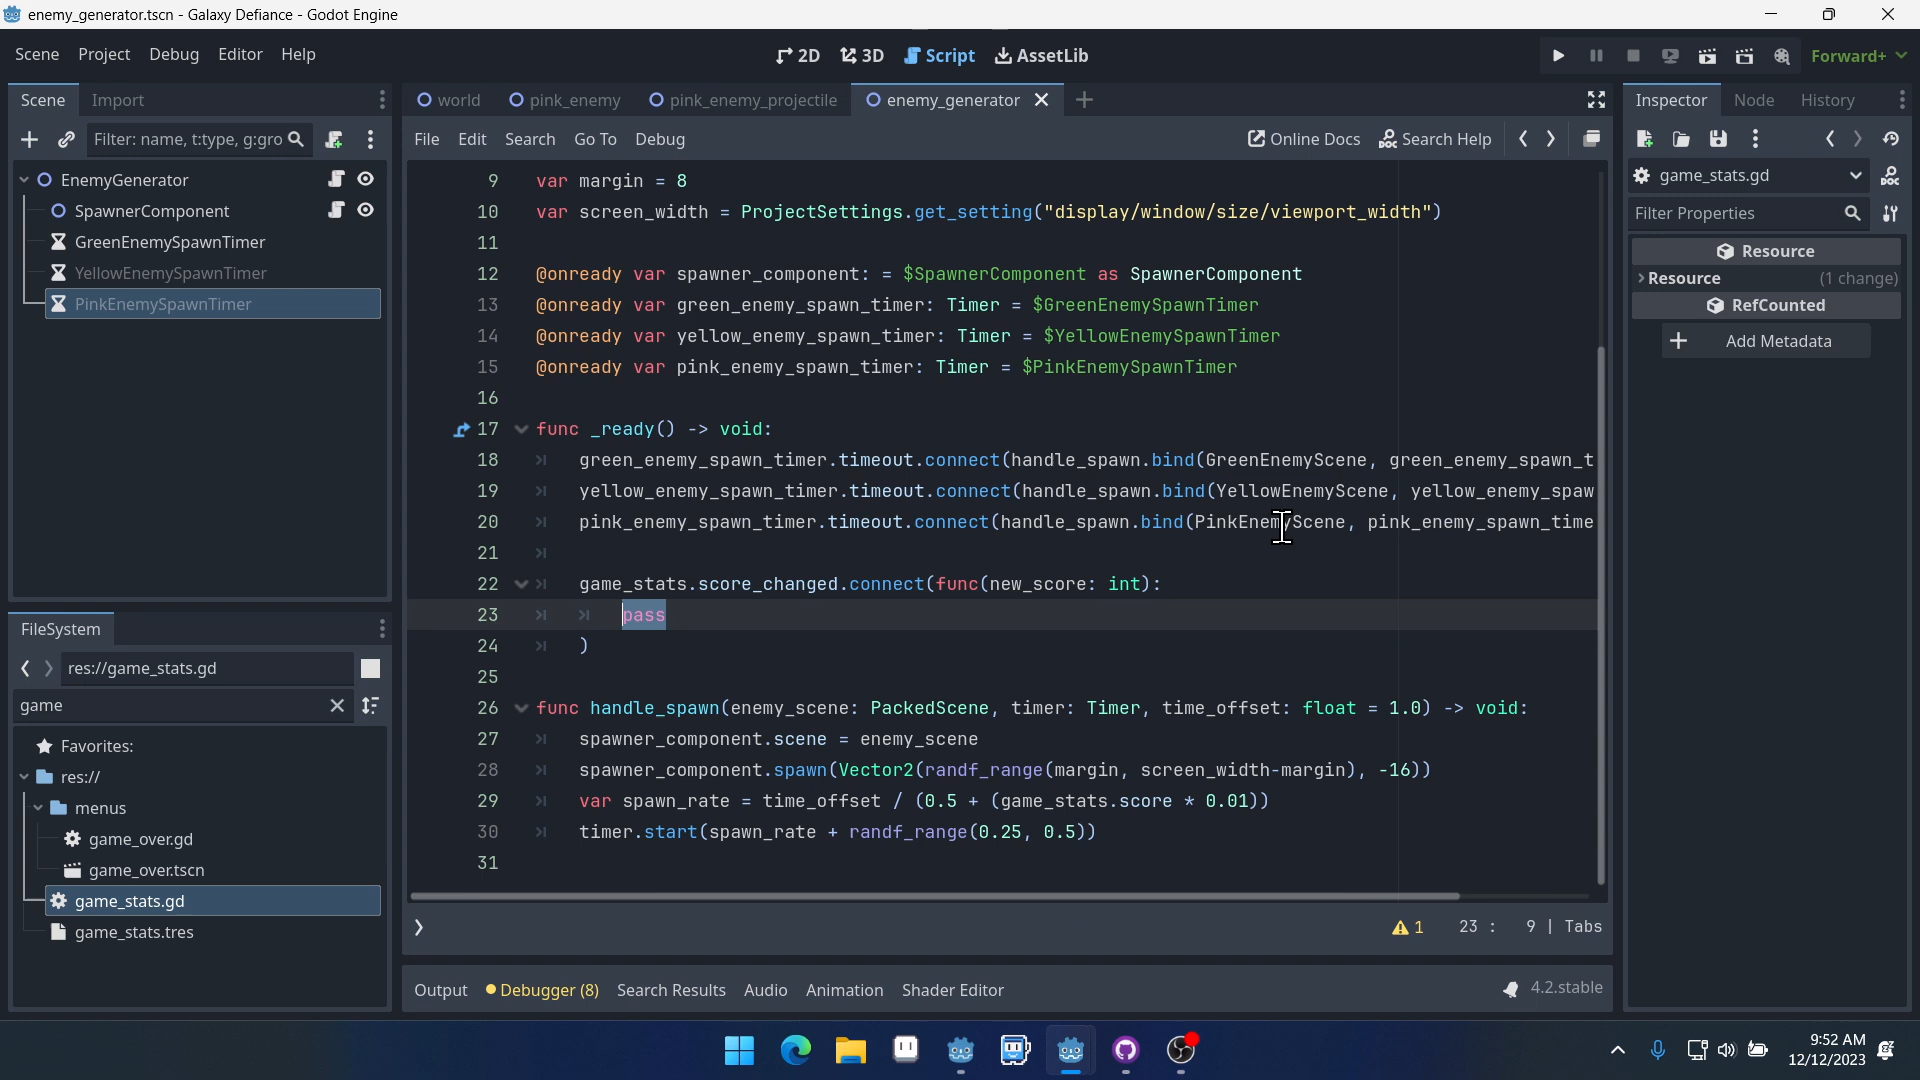 enemy_generator.tscn - Galaxy Defiance - Godot Engine
Scene Project Debug Editor Help
2D 3D Script AssetLib
Forward+
Scene Import
world pink_enemy pink_enemy_projectile enemy_generator
Inspector Node History
Filter: name, t:type, g:gro
File Edit Search Go To Debug
Online Docs Search Help
EnemyGenerator
SpawnerComponent
GreenEnemySpawnTimer
YellowEnemySpawnTimer
PinkEnemySpawnTimer
9 var margin = 8
10 var screen_width = ProjectSettings.get_setting("display/window/size/viewport_width")
11
12 @onready var spawner_component: = $SpawnerComponent as SpawnerComponent
13 @onready var green_enemy_spawn_timer: Timer = $GreenEnemySpawnTimer
14 @onready var yellow_enemy_spawn_timer: Timer = $YellowEnemySpawnTimer
15 @onready var pink_enemy_spawn_timer: Timer = $PinkEnemySpawnTimer
16
17 func _ready() -> void:
18 green_enemy_spawn_timer.timeout.connect(handle_spawn.bind(GreenEnemyScene, green_enemy_spawn_t
19 yellow_enemy_spawn_timer.timeout.connect(handle_spawn.bind(YellowEnemyScene, yellow_enemy_spaw
20 pink_enemy_spawn_timer.timeout.connect(handle_spawn.bind(PinkEnemyScene, pink_enemy_spawn_time
21
22 game_stats.score_changed.connect(func(new_score: int):
23 pass
24 )
25
26 func handle_spawn(enemy_scene: PackedScene, timer: Timer, time_offset: float = 1.0) -> void:
27 spawner_component.scene = enemy_scene
28 spawner_component.spawn(Vector2(randf_range(margin, screen_width-margin), -16))
29 var spawn_rate = time_offset / (0.5 + (game_stats.score * 0.01))
30 timer.start(spawn_rate + randf_range(0.25, 0.5))
31
1 23 : 9 | Tabs
game_stats.gd
Filter Properties
Resource
Resource (1 change)
RefCounted
Add Metadata
FileSystem
res://game_stats.gd
game
Favorites:
res://
menus
game_over.gd
game_over.tscn
game_stats.gd
game_stats.tres
Output Debugger (8) Search Results Audio Animation Shader Editor
4.2.stable
9:52 AM
12/12/2023